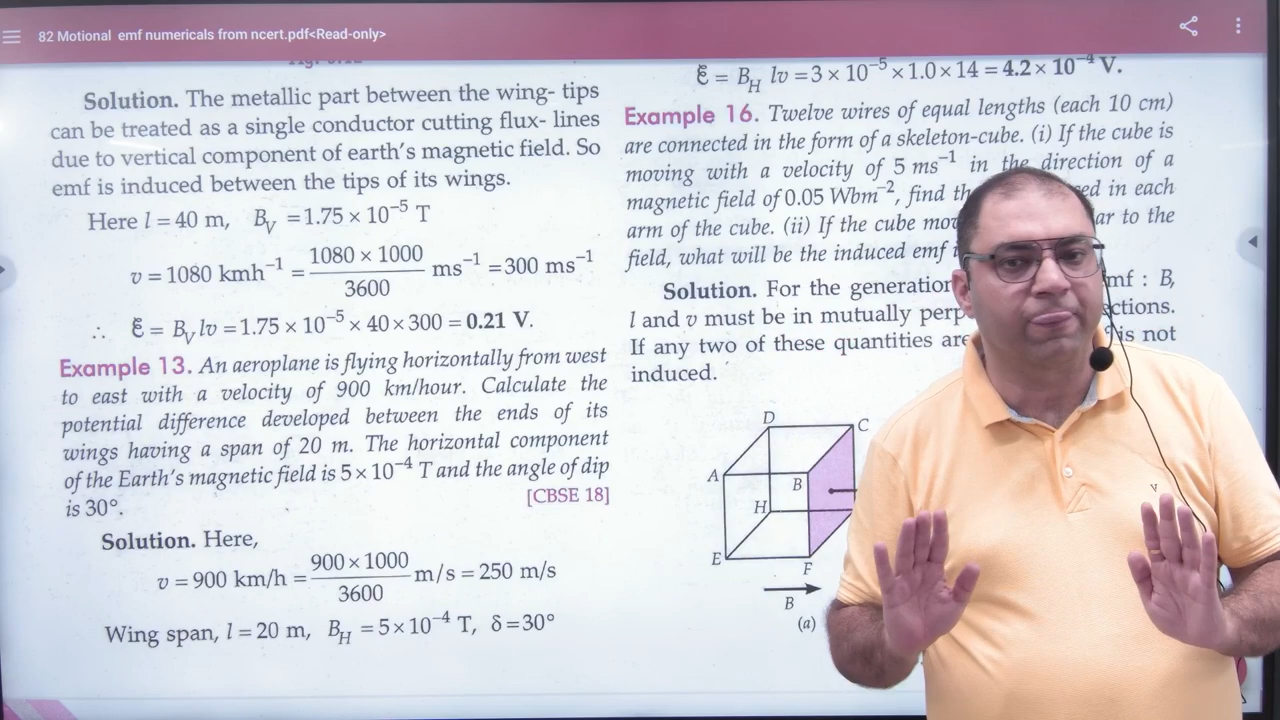 82 Motional emf numericals from ncert.pdf<Read-only>
Solution. The metallic part between the wing- tips
can be treated as a single conductor cutting flux- lines
due to vertical component of earth's magnetic field. So
emf is induced between the tips of its wings.
Here l = 40 m, B_V = 1.75 × 10⁻⁵ T
v = 1080 kmh⁻¹ = 1080 × 1000 / 3600 ms⁻¹ = 300 ms⁻¹
∴ ℰ = B_V lv = 1.75 × 10⁻⁵ × 40 × 300 = 0.21 V.
Example 13. An aeroplane is flying horizontally from west
to east with a velocity of 900 km/hour. Calculate the
potential difference developed between the ends of its
wings having a span of 20 m. The horizontal component
of the Earth's magnetic field is 5 × 10⁻⁴ T and the angle of dip
is 30°.
[CBSE 18]
Solution. Here,
v = 900 km/h = 900 × 1000 / 3600 m/s = 250 m/s
Wing span, l = 20 m, B_H = 5 × 10⁻⁴ T, δ = 30°
ℰ = B_H lv = 3 × 10⁻⁵ × 1.0 × 14 = 4.2 × 10⁻⁴ V.
Example 16. Twelve wires of equal lengths (each 10 cm)
are connected in the form of a skeleton-cube. (i) If the cube is
moving with a velocity of 5 ms⁻¹ in the direction of a
magnetic field of 0.05 Wbm⁻², find ed in each
arm of the cube. (ii) If the cube ar to the
field, what will be the induced emf
Solution. For the generation mf : B,
l and v must be in mutually ctions.
If any two of these quantities are is not
induced.
D
C
A
B
H
E
F
B
(a)